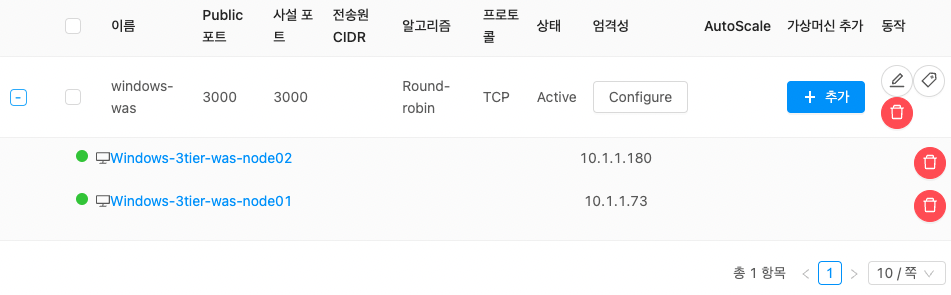 이름 Public 포트 사설 포트 전송원 CIDR 알고리즘 프로토콜 상태 엄격성 AutoScale 가상머신 추가 동작
windows-was 3000 3000 Round-robin TCP Active Configure + 추가
Windows-3tier-was-node02 10.1.1.180
Windows-3tier-was-node01 10.1.1.73
총 1 항목 < 1 > 10 / 쪽